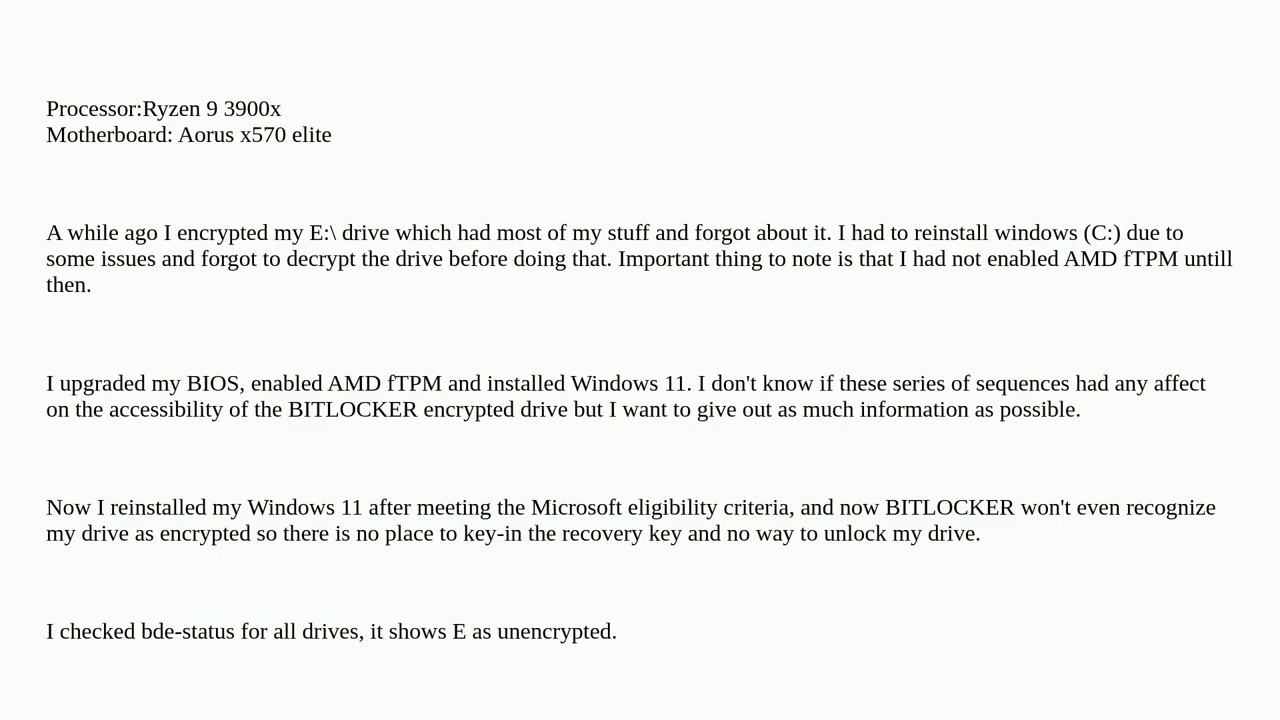 Processor:Ryzen 9 3900x
Motherboard: Aorus x570 elite
A while ago I encrypted my E:\ drive which had most of my stuff and forgot about it. I had to reinstall windows (C:) due to
some issues and forgot to decrypt the drive before doing that. Important thing to note is that I had not enabled AMD fTPM untill
then.
I upgraded my BIOS, enabled AMD fTPM and installed Windows 11. I don't know if these series of sequences had any affect
on the accessibility of the BITLOCKER encrypted drive but I want to give out as much information as possible.
Now I reinstalled my Windows 11 after meeting the Microsoft eligibility criteria, and now BITLOCKER won't even recognize
my drive as encrypted so there is no place to key-in the recovery key and no way to unlock my drive.
I checked bde-status for all drives, it shows E as unencrypted.